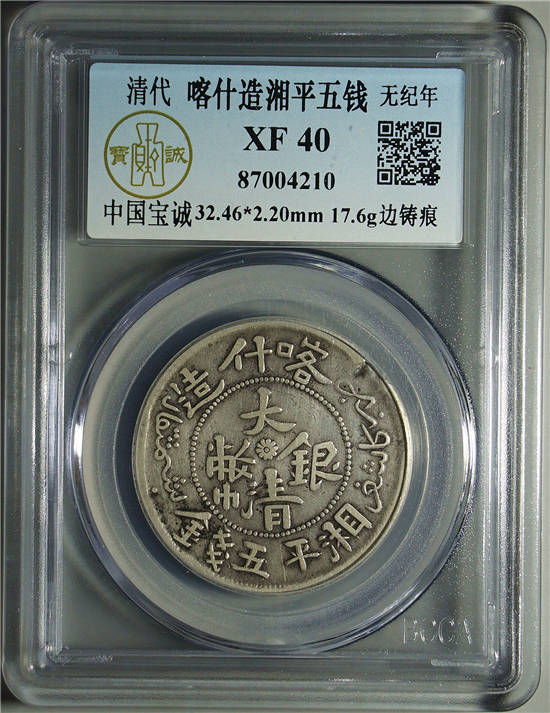 清代 喀什造湘平五钱 无纪年
XF 40
寶誠
87004210
中国宝诚 32.46*2.20mm 17.6g 边铸痕
喀什造
大清銀幣
湘平五錢